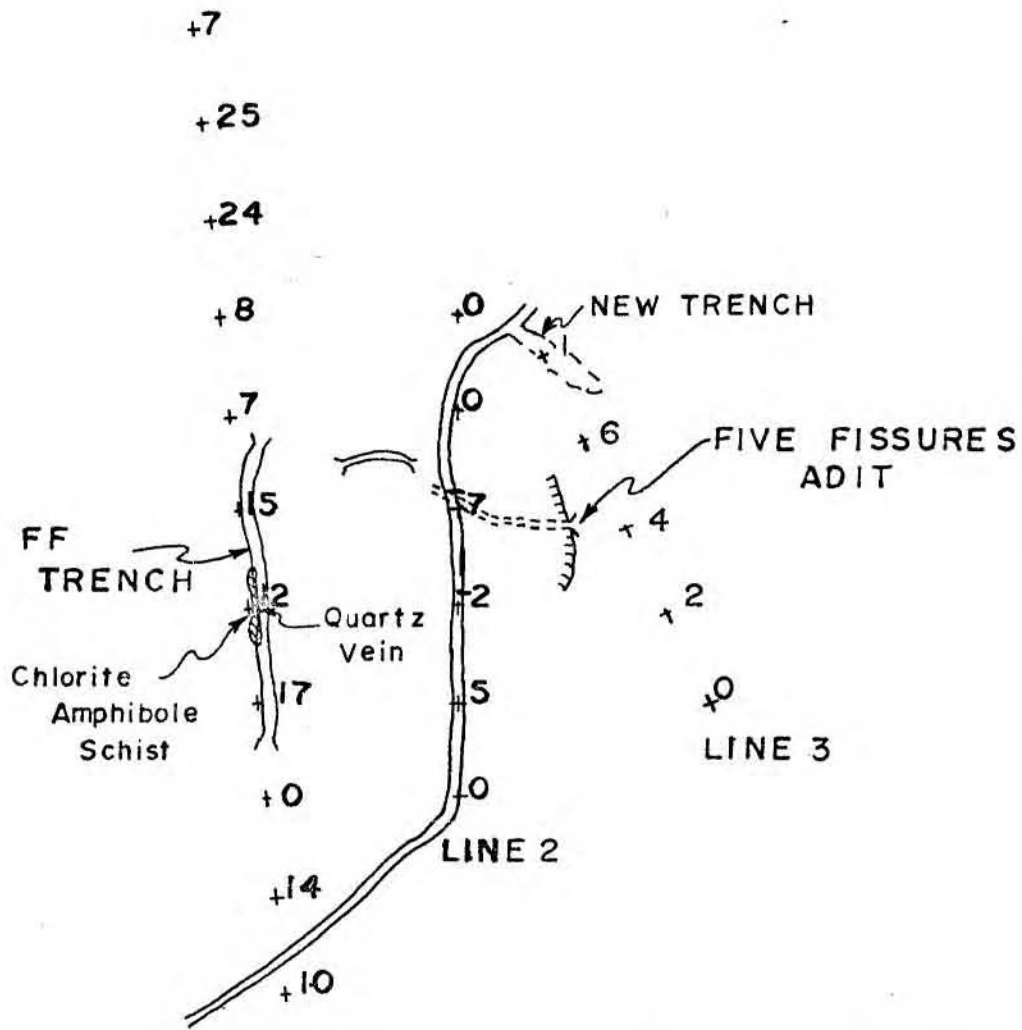 +7
+25
+24
+8
+0
NEW TRENCH
+7
+0
+6
FIVE FISSURES
ADIT
+15
+7
+4
FF
TRENCH
+2
+2
+2
Quartz
Vein
Chlorite
Amphibole
Schist
+17
+5
+0
LINE 3
+0
+0
LINE 2
+14
+10